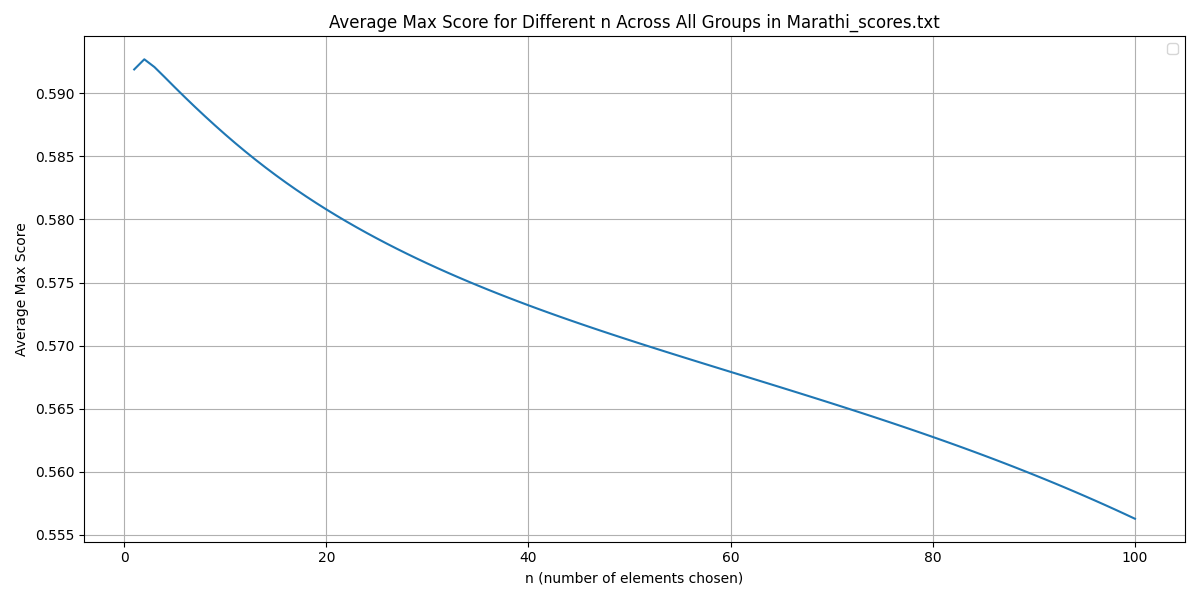 Average Max Score for Different n Across All Groups in Marathi_scores.txt
Average Max Score
0.590
0.585
0.580
0.575
0.570
0.565
0.560
0.555
0 20 40 60 80 100
n (number of elements chosen)